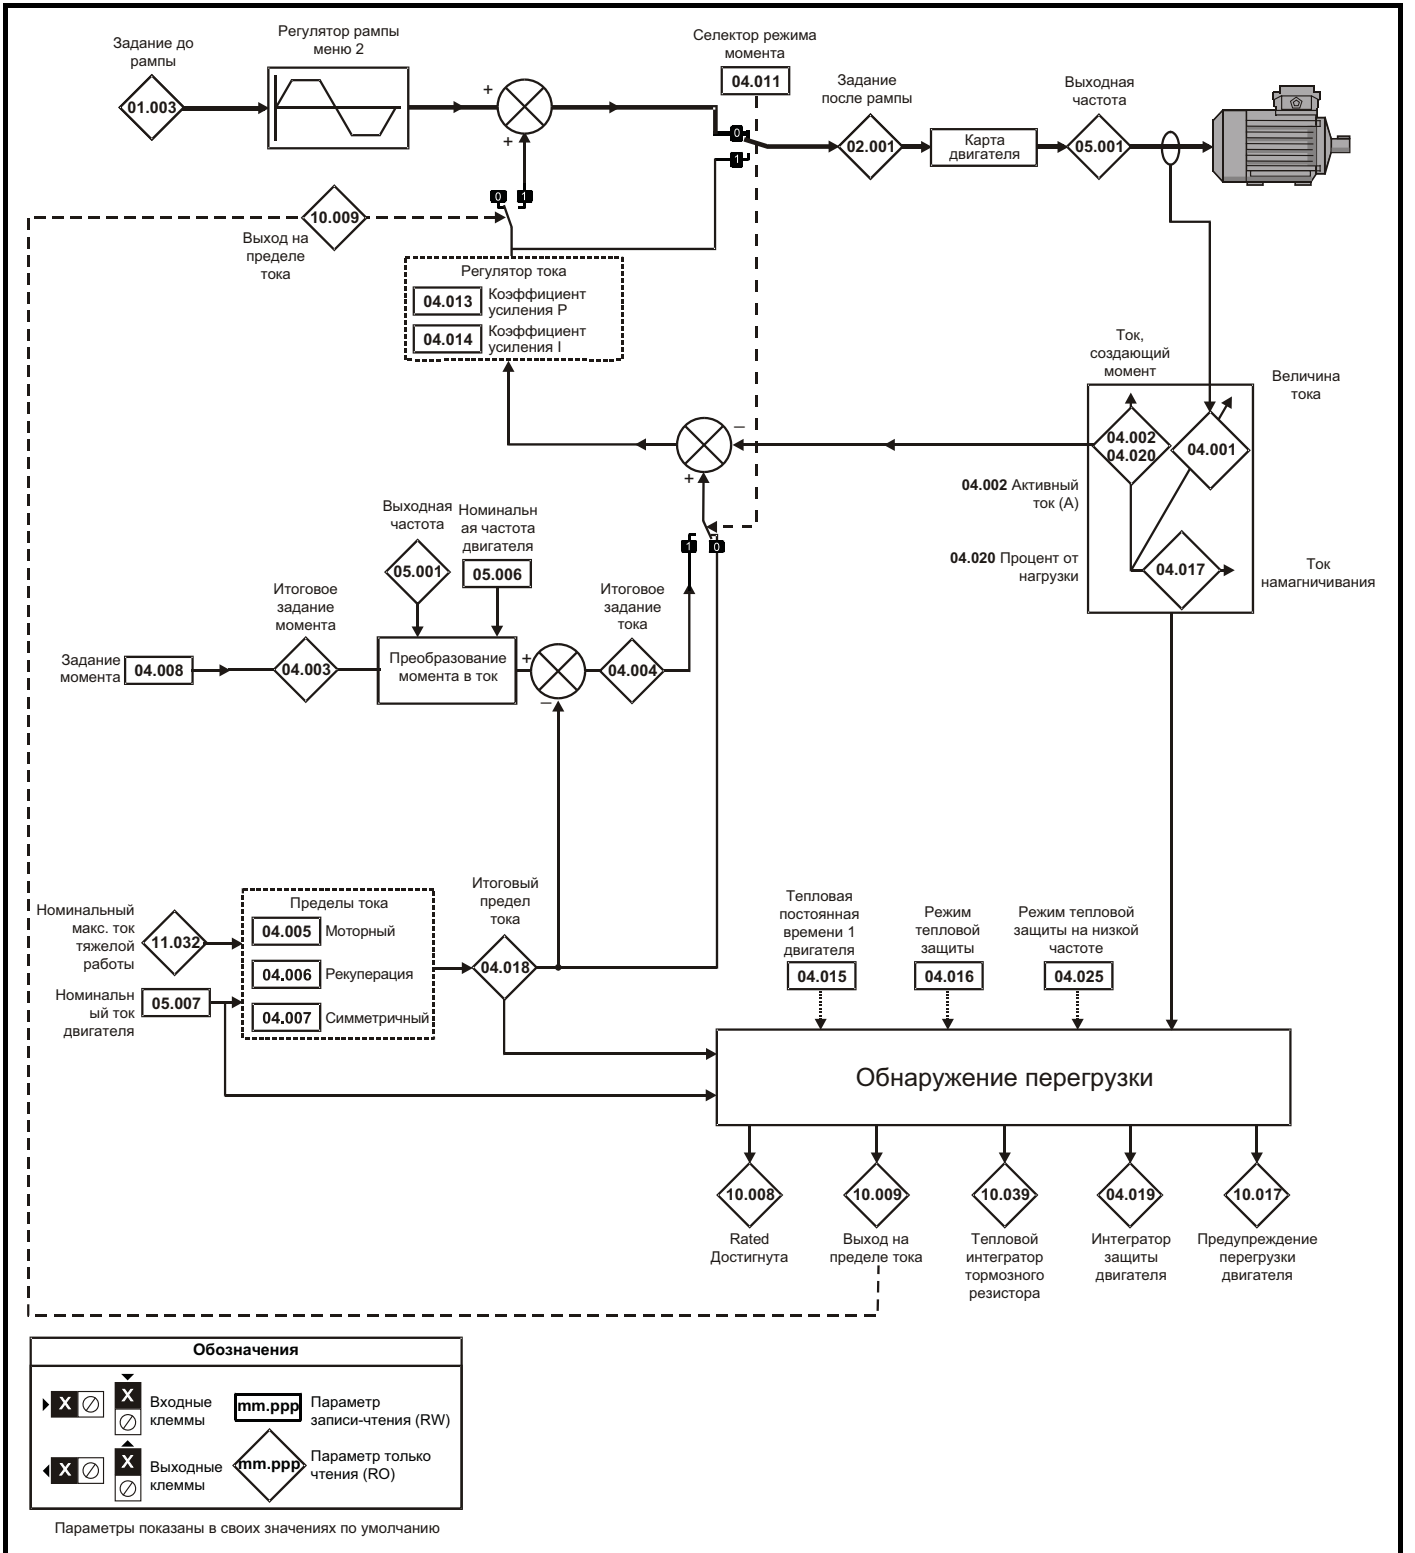 Задание до
рампы
01.003
Регулятор рампы
меню 2
+
+
Селектор режима
момента
04.011
0
1
Задание
после рампы
02.001
Карта
двигателя
Выходная
частота
05.001
0
1
10.009
Выход на
пределе
тока
Регулятор тока
04.013
Коэффициент
усиления P
04.014
Коэффициент
усиления I
Ток,
создающий
момент
Величина
тока
04.002
04.020
04.001
04.002 Активный
ток (A)
04.020 Процент от
нагрузки
04.017
Ток
намагничивания
–
+
1
0
Выходная
частота
05.001
Номинальн
ая частота
двигателя
05.006
Итоговое
задание
момента
Итоговое
задание
тока
Задание
момента
04.008
04.003
Преобразование
момента в ток
+
–
04.004
Номинальный
макс. ток
тяжелой
работы
11.032
Номинальн
ый ток
двигателя
05.007
Пределы тока
04.005
Моторный
04.006
Рекуперация
04.007
Симметричный
Итоговый
предел
тока
04.018
Тепловая
постоянная
времени 1
двигателя
04.015
Режим
тепловой
защиты
04.016
Режим тепловой
защиты на низкой
частоте
04.025
Обнаружение перегрузки
10.008
Rated
Достигнута
10.009
Выход на
пределе тока
10.039
Тепловой
интегратор
тормозного
резистора
04.019
Интегратор
защиты
двигателя
10.017
Предупреждение
перегрузки
двигателя
Обозначения
X
X
Входные
клеммы
mm.ppp
Параметр
записи-чтения (RW)
X
X
Выходные
клеммы
mm.ppp
Параметр только
чтения (RO)
Параметры показаны в своих значениях по умолчанию